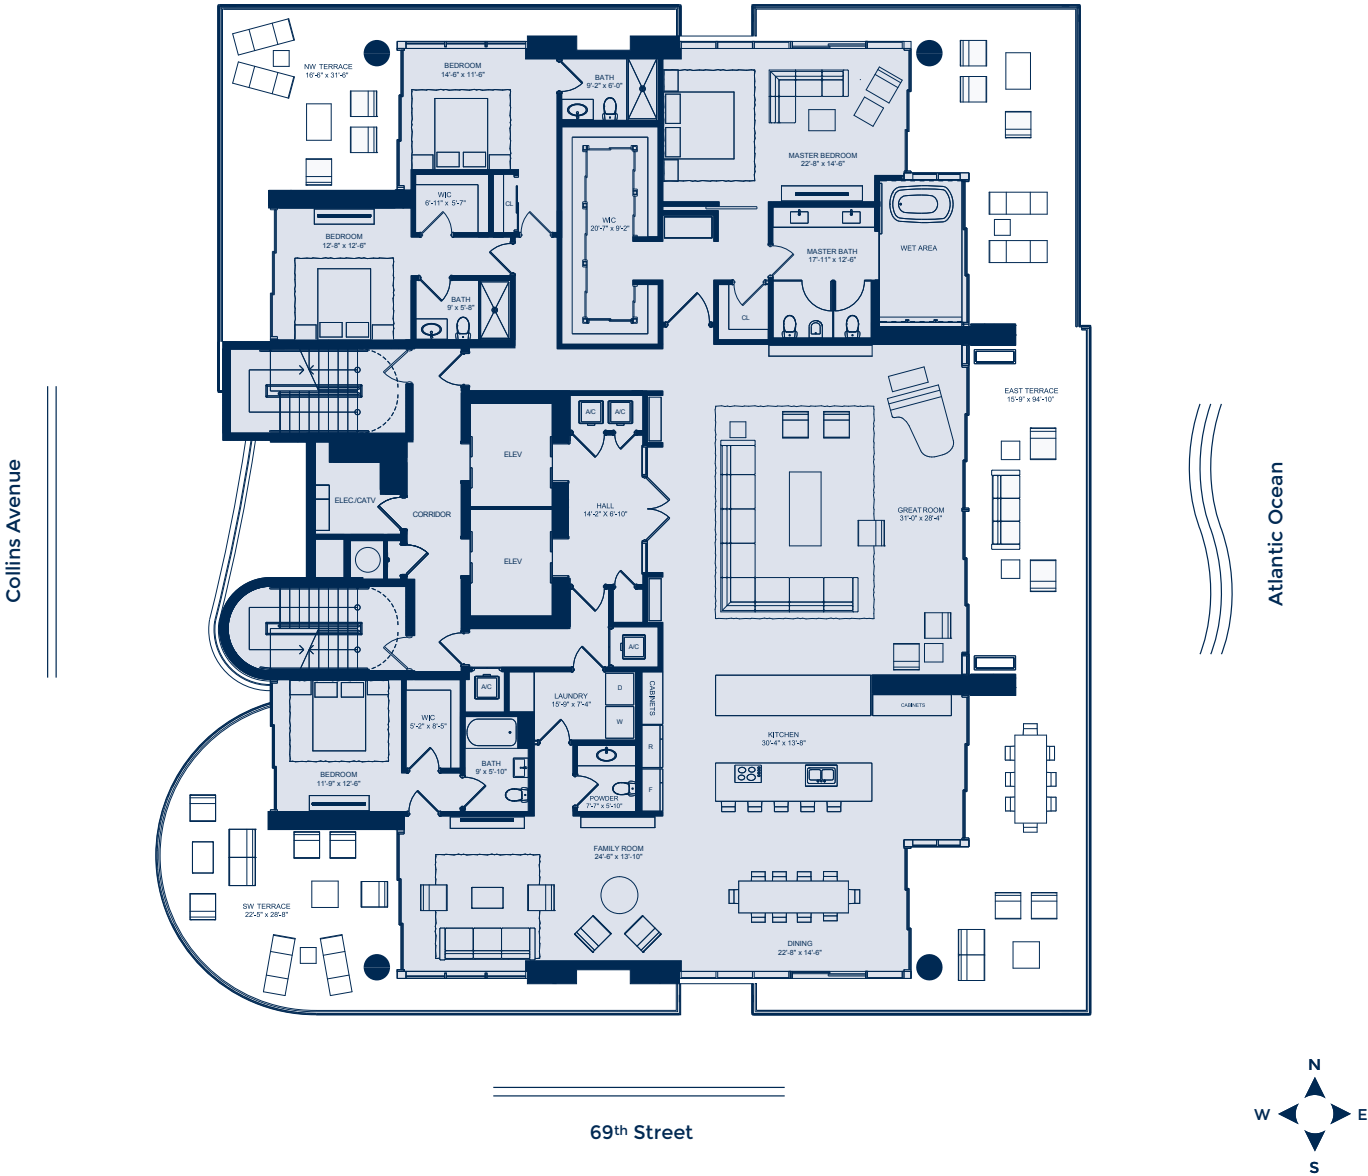 NW TERRACE
16'-6" x 31'-6"
BEDROOM
14'-6" x 11'-6"
BATH
9'-2" x 6'-0"
MASTER BEDROOM
22'-8" x 14'-6"
WIC
6'-11" x 5'-7"
CL
WIC
20'-7" x 9'-2"
BEDROOM
12'-8" x 12'-6"
MASTER BATH
17'-11" x 12'-6"
WET AREA
BATH
9' x 5'-8"
CL
EAST TERRACE
15'-9" x 94'-10"
A/C
A/C
ELEV
ELEC./CATV
CORRIDOR
HALL
14'-2" X 6'-10"
GREAT ROOM
31'-0" x 28'-4"
ELEV
A/C
A/C
LAUNDRY
15'-9" x 7'-4"
D
W
CABINETS
R
F
CABINETS
WIC
5'-2" x 8'-5"
KITCHEN
30'-4" x 13'-8"
BEDROOM
11'-9" x 12'-6"
BATH
9' x 5'-10"
POWDER
7'-7" x 5'-10"
FAMILY ROOM
24'-6" x 13'-10"
SW TERRACE
22'-5" x 28'-8"
DINING
22'-8" x 14'-6"
Collins Avenue
Atlantic Ocean
69th Street
N
W
E
S